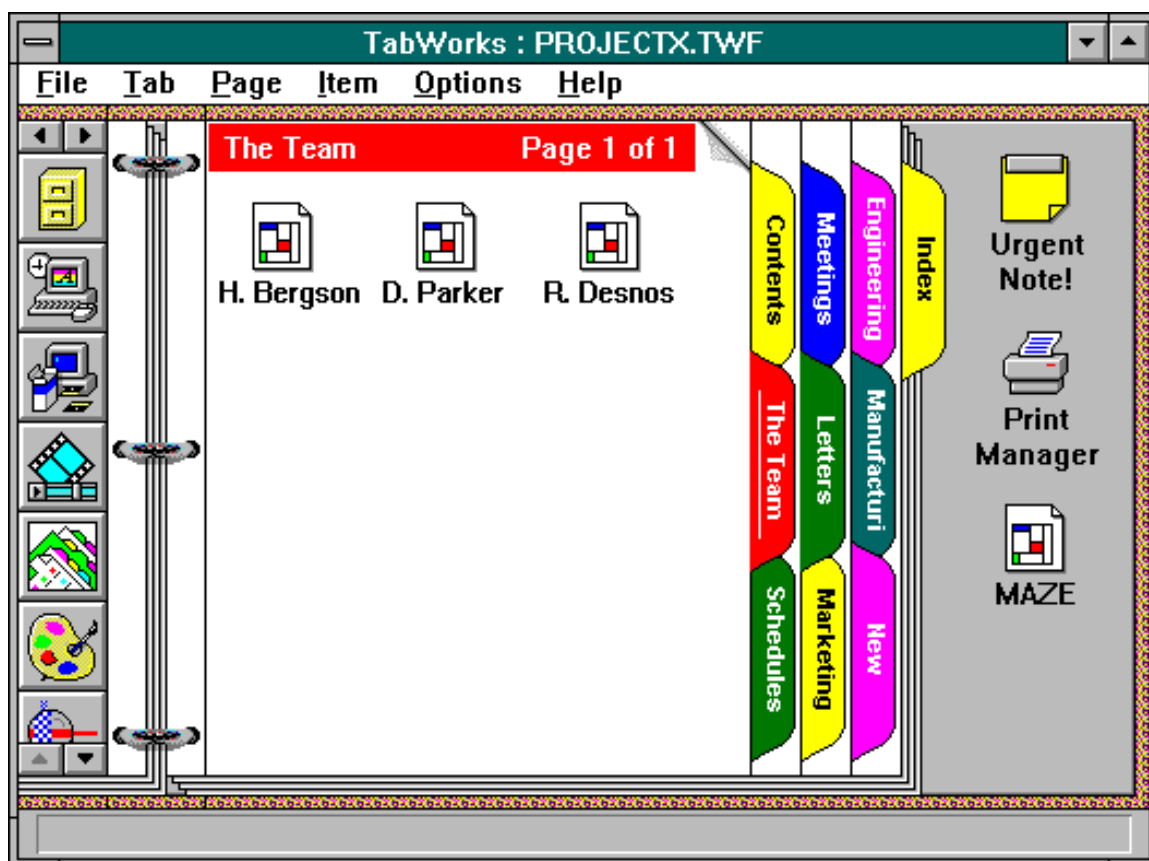 TabWorks : PROJECTX.TWF
File Tab Page Item Options Help
The Team Page 1 of 1
H. Bergson D. Parker R. Desnos
Contents
The Team
Schedules
Meetings
Letters
Marketing
Engineering
Manufacturi
New
Index
Urgent
Note!
Print
Manager
MAZE